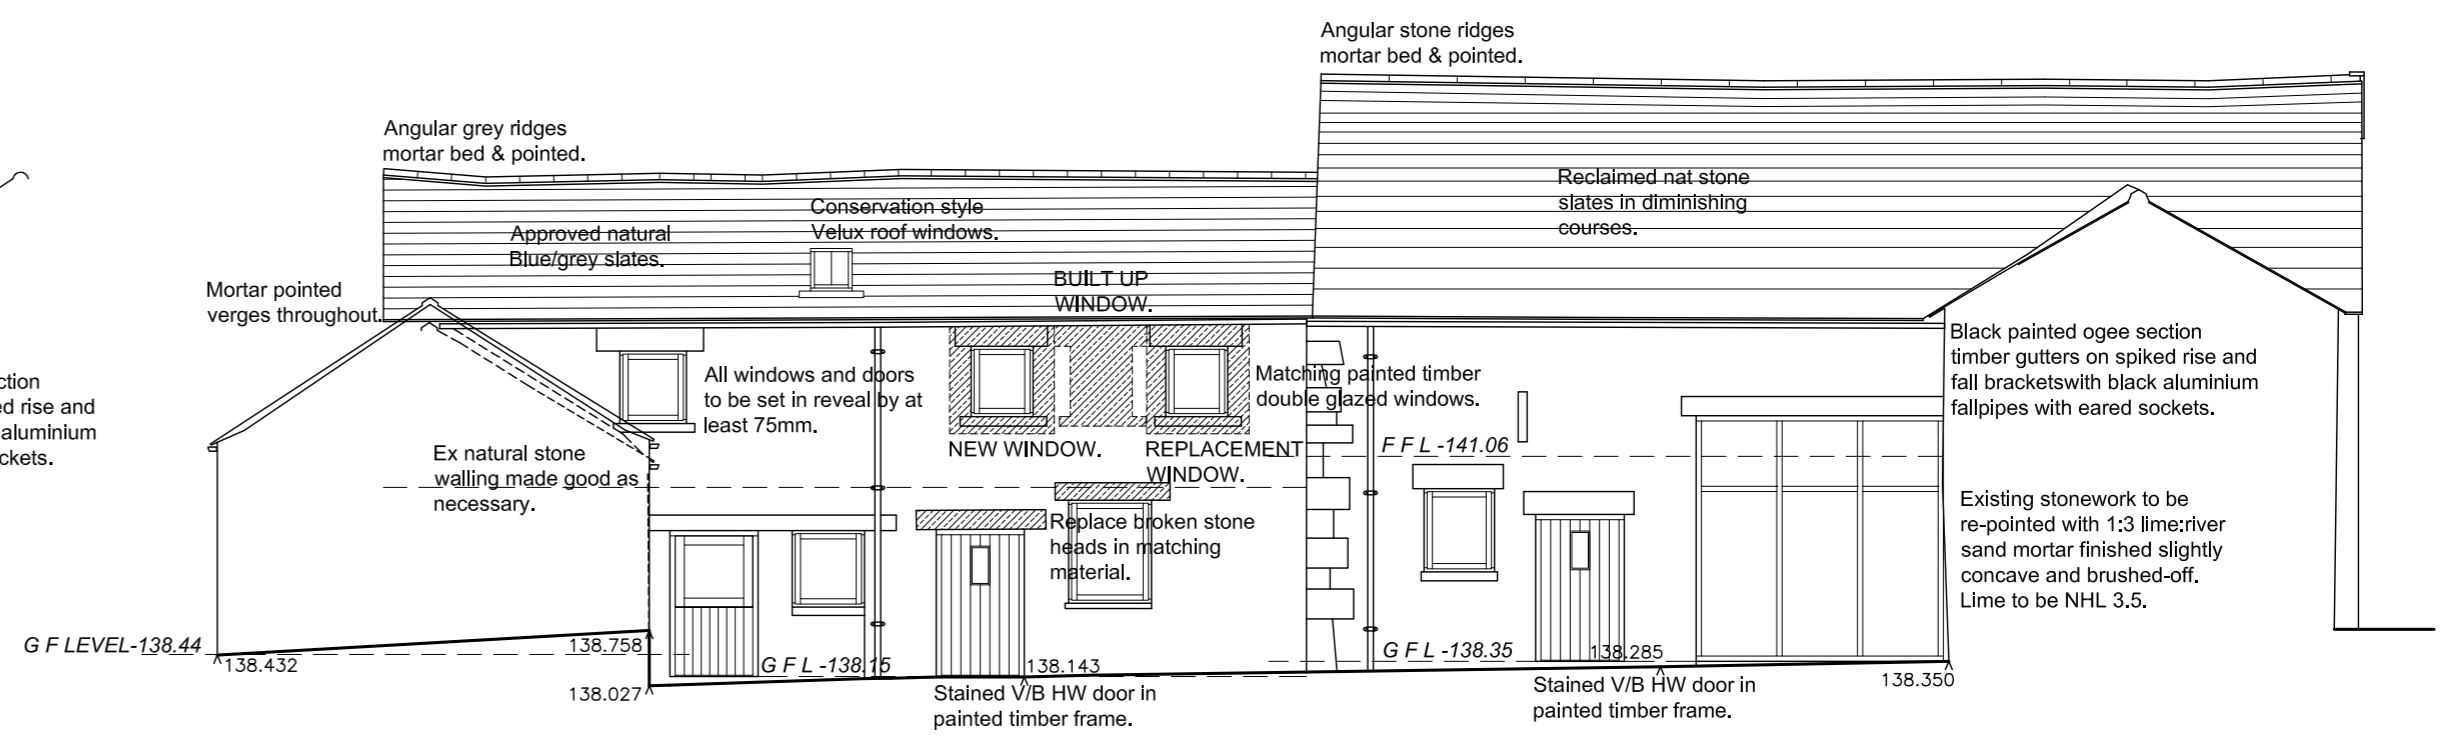 Angular stone ridges
mortar bed & pointed.
Angular grey ridges
mortar bed & pointed.
Reclaimed nat stone
slates in diminishing
courses.
Conservation style
Velux roof windows.
Approved natural
Blue/grey slates.
BUILT UP
WINDOW.
Mortar pointed
verges throughout.
Black painted ogee section
timber gutters on spiked rise and
fall bracketswith black aluminium
fallpipes with eared sockets.
ction
ed rise and
aluminium
ckets.
All windows and doors
to be set in reveal by at
least 75mm.
Matching painted timber
double glazed windows.
Ex natural stone
walling made good as
necessary.
NEW WINDOW.
REPLACEMENT
WINDOW.
F F L -141.06
Replace broken stone
heads in matching
material.
Existing stonework to be
re-pointed with 1:3 lime:river
sand mortar finished slightly
concave and brushed-off.
Lime to be NHL 3.5.
G F LEVEL-138.44
138.432
138.758
138.027
G F L -138.15
138.143
G F L -138.35
138.285
138.350
Stained V/B HW door in
painted timber frame.
Stained V/B HW door in
painted timber frame.